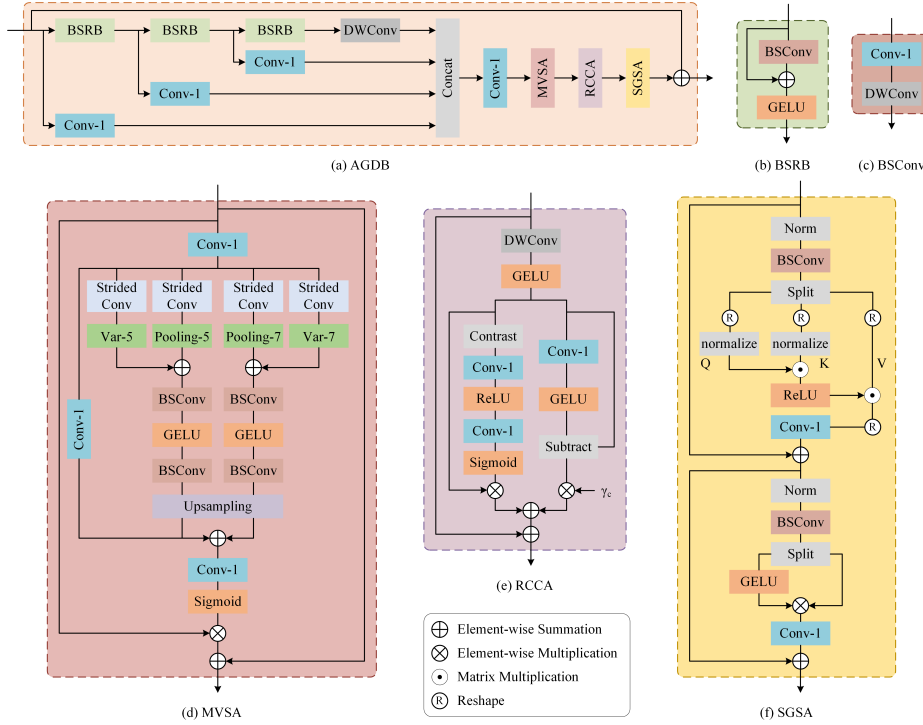 BSRB
BSRB
BSRB
DWConv
Conv-1
Conv-1
Conv-1
Concat
Conv-1
MVSA
RCCA
SGSA
(a) AGDB
BSConv
GELU
(b) BSRB
Conv-1
DWConv
(c) BSConv
Conv-1
Strided Conv
Strided Conv
Strided Conv
Strided Conv
Var-5
Pooling-5
Pooling-7
Var-7
BSConv
BSConv
GELU
GELU
BSConv
BSConv
Conv-1
Upsampling
Conv-1
Sigmoid
(d) MVSA
DWConv
GELU
Contrast
Conv-1
ReLU
Conv-1
Sigmoid
Conv-1
GELU
Subtract
γc
(e) RCCA
Element-wise Summation
Element-wise Multiplication
Matrix Multiplication
R Reshape
Norm
BSConv
Split
R
R
R
normalize
normalize
Q
K
V
ReLU
Conv-1
R
Norm
BSConv
Split
GELU
Conv-1
(f) SGSA